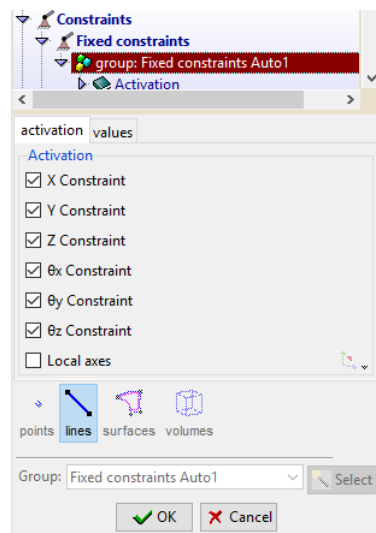 Constraints
Fixed constraints
group: Fixed constraints Auto1
Activation
activation values
Activation
X Constraint
Y Constraint
Z Constraint
θx Constraint
θy Constraint
θz Constraint
Local axes
points lines surfaces volumes
Group: Fixed constraints Auto1 Select
OK Cancel